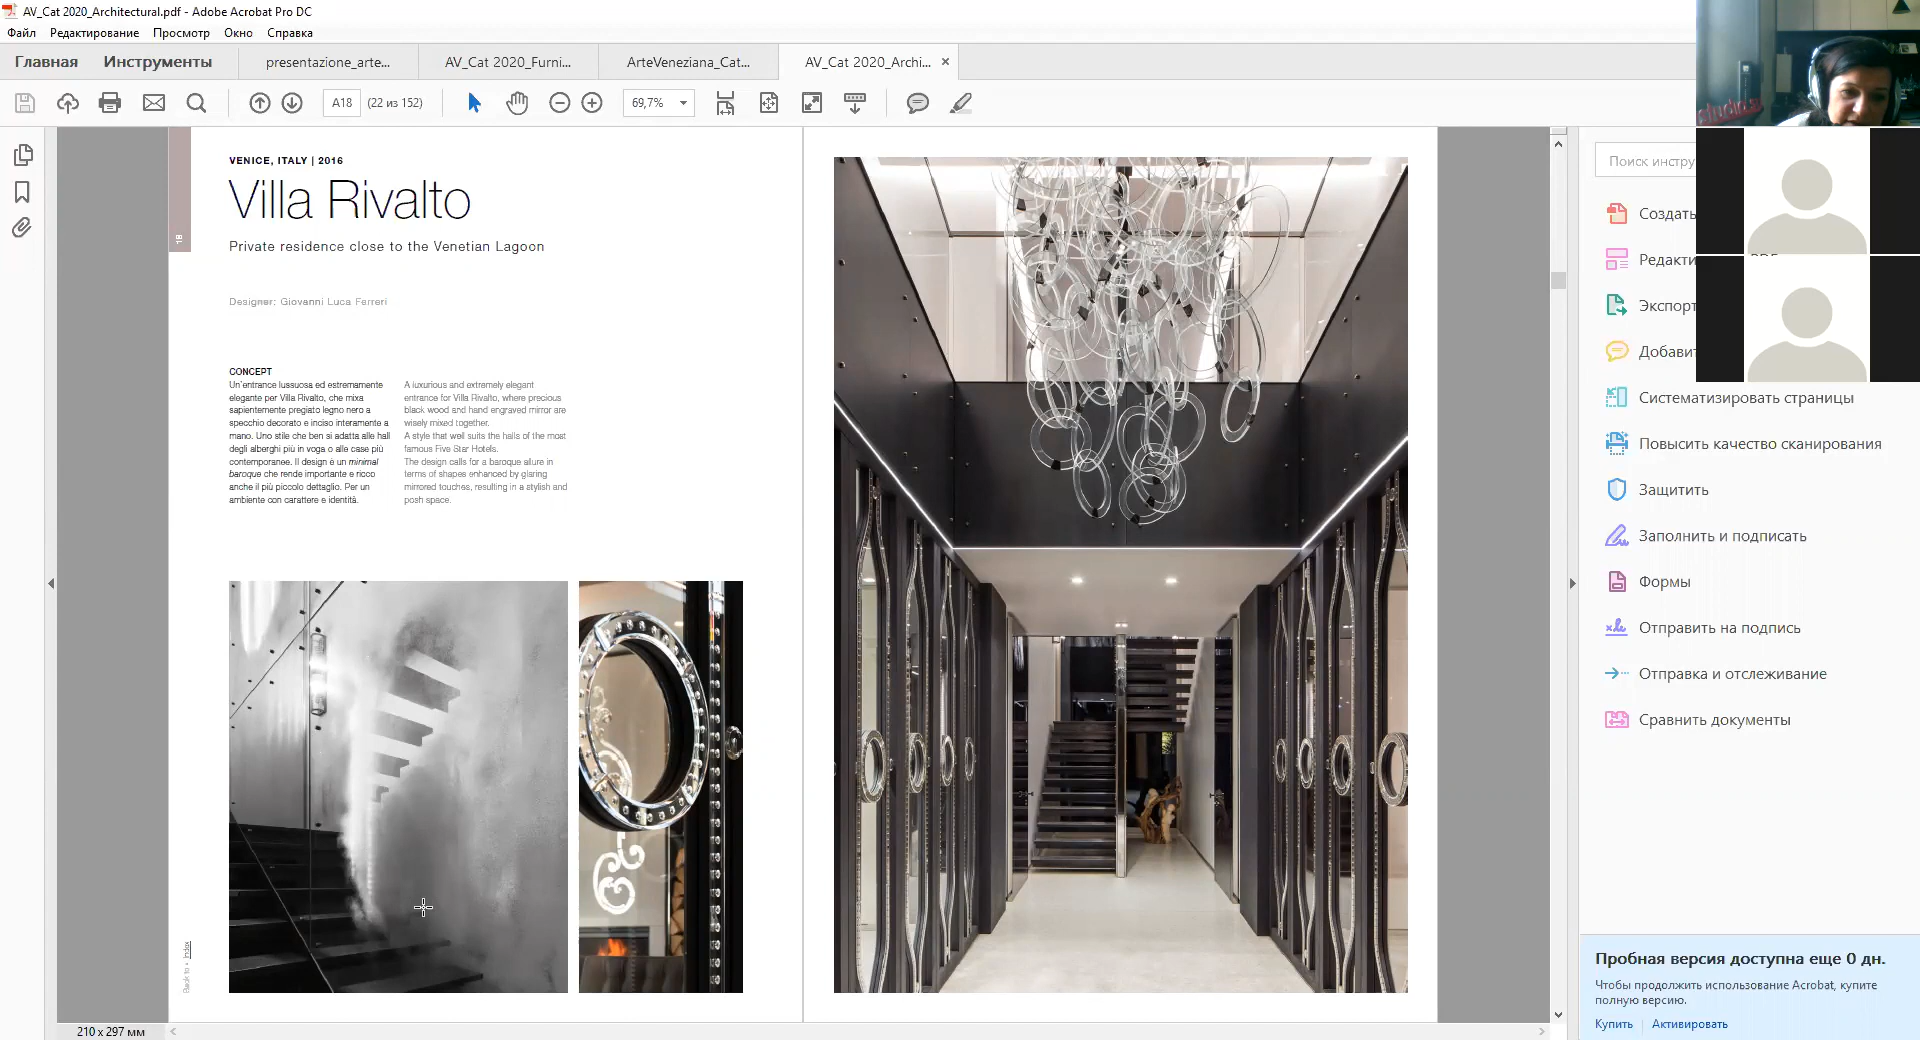 AV_Cat 2020_Architectural.pdf - Adobe Acrobat Pro DC
Файл Редактирование Просмотр Окно Справка
Главная Инструменты presentazione_arte... AV_Cat 2020_Furni... ArteVeneziana_Cat... AV_Cat 2020_Archi... ×
A18 (22 из 152) 69,7%
VENICE, ITALY | 2016
Villa Rivalto
Private residence close to the Venetian Lagoon
18
Designer: Giovanni Luca Ferreri
CONCEPT
Un'entrance lussuosa ed estremamente
elegante per Villa Rivalto, che mixa
sapientemente pregiato legno nero a
specchio decorato e inciso interamente a
mano. Uno stile che ben si adatta alle hall
degli alberghi più in voga o alle case più
contemporanee. Il design è un minimal
baroque che rende importante e ricco
anche il più piccolo dettaglio. Per un
ambiente con carattere e identità.
A luxurious and extremely elegant
entrance for Villa Rivalto, where precious
black wood and hand engraved mirror are
wisely mixed together.
A style that well suits the halls of the most
famous Five Star Hotels.
The design calls for a baroque allure in
terms of shapes enhanced by glaring
mirrored touches, resulting in a stylish and
posh space.
Back to • Index
210 x 297 мм
Поиск инстру
Создать
Редакти
Экспорт
Добавит
Систематизировать страницы
Повысить качество сканирования
Защитить
Заполнить и подписать
Формы
Отправить на подпись
Отправка и отслеживание
Сравнить документы
Пробная версия доступна еще 0 дн.
Чтобы продолжить использование Acrobat, купите
полную версию.
Купить Активировать